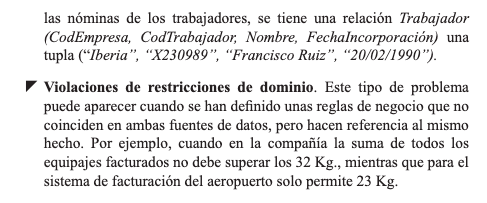 las nóminas de los trabajadores, se tiene una relación Trabajador
(CodEmpresa, CodTrabajador, Nombre, FechaIncorporación) una
tupla (“Iberia”, “X230989”, “Francisco Ruiz”, “20/02/1990”).
Violaciones de restricciones de dominio. Este tipo de problema
puede aparecer cuando se han definido unas reglas de negocio que no
coinciden en ambas fuentes de datos, pero hacen referencia al mismo
hecho. Por ejemplo, cuando en la compañía la suma de todos los
equipajes facturados no debe superar los 32 Kg., mientras que para el
sistema de facturación del aeropuerto solo permite 23 Kg.